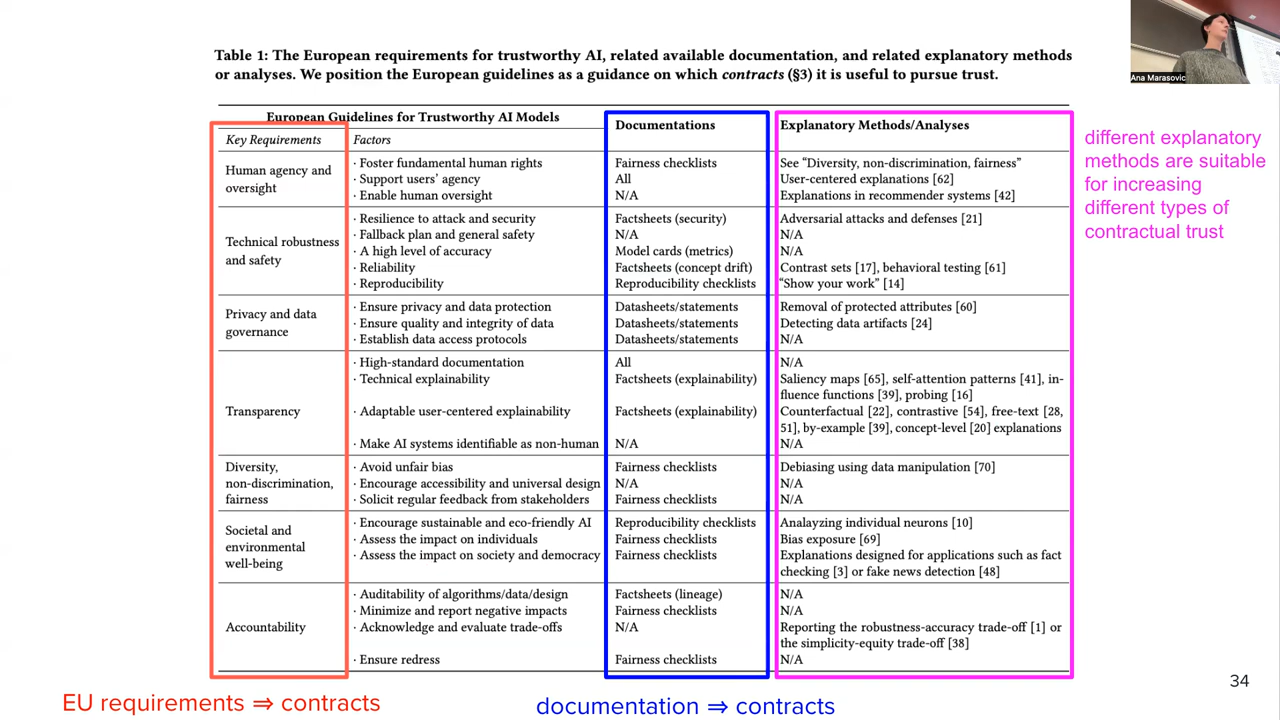 Table 1: The European requirements for trustworthy AI, related available documentation, and related explanatory methods
or analyses. We position the European guidelines as a guidance on which contracts (§3) it is useful to pursue trust.
European Guidelines for Trustworthy AI Models
Documentations
Explanatory Methods/Analyses
Key Requirements
Factors
Human agency and
oversight
· Foster fundamental human rights
Fairness checklists
See “Diversity, non-discrimination, fairness”
· Support users’ agency
All
User-centered explanations [62]
· Enable human oversight
N/A
Explanations in recommender systems [42]
Technical robustness
and safety
· Resilience to attack and security
Factsheets (security)
Adversarial attacks and defenses [21]
· Fallback plan and general safety
N/A
N/A
· A high level of accuracy
Model cards (metrics)
N/A
· Reliability
Factsheets (concept drift)
Contrast sets [17], behavioral testing [61]
· Reproducibility
Reproducibility checklists
“Show your work” [14]
Privacy and data
governance
· Ensure privacy and data protection
Datasheets/statements
Removal of protected attributes [60]
· Ensure quality and integrity of data
Datasheets/statements
Detecting data artifacts [24]
· Establish data access protocols
Datasheets/statements
N/A
Transparency
· High-standard documentation
All
N/A
· Technical explainability
Factsheets (explainability)
Saliency maps [65], self-attention patterns [41], in-
fluence functions [39], probing [16]
· Adaptable user-centered explainability
Factsheets (explainability)
Counterfactual [22], contrastive [54], free-text [28,
51], by-example [39], concept-level [20] explanations
· Make AI systems identifiable as non-human
N/A
N/A
Diversity,
non-discrimination,
fairness
· Avoid unfair bias
Fairness checklists
Debiasing using data manipulation [70]
· Encourage accessibility and universal design
N/A
N/A
· Solicit regular feedback from stakeholders
Fairness checklists
N/A
Societal and
environmental
well-being
· Encourage sustainable and eco-friendly AI
Reproducibility checklists
Analayzing individual neurons [10]
· Assess the impact on individuals
Fairness checklists
Bias exposure [69]
· Assess the impact on society and democracy
Fairness checklists
Explanations designed for applications such as fact
checking [3] or fake news detection [48]
Accountability
· Auditability of algorithms/data/design
Factsheets (lineage)
N/A
· Minimize and report negative impacts
Fairness checklists
N/A
· Acknowledge and evaluate trade-offs
N/A
Reporting the robustness-accuracy trade-off [1] or
the simplicity-equity trade-off [38]
· Ensure redress
Fairness checklists
N/A
different explanatory
methods are suitable
for increasing
different types of
contractual trust
Ana Marasovic
EU requirements ⇒ contracts
documentation ⇒ contracts
34